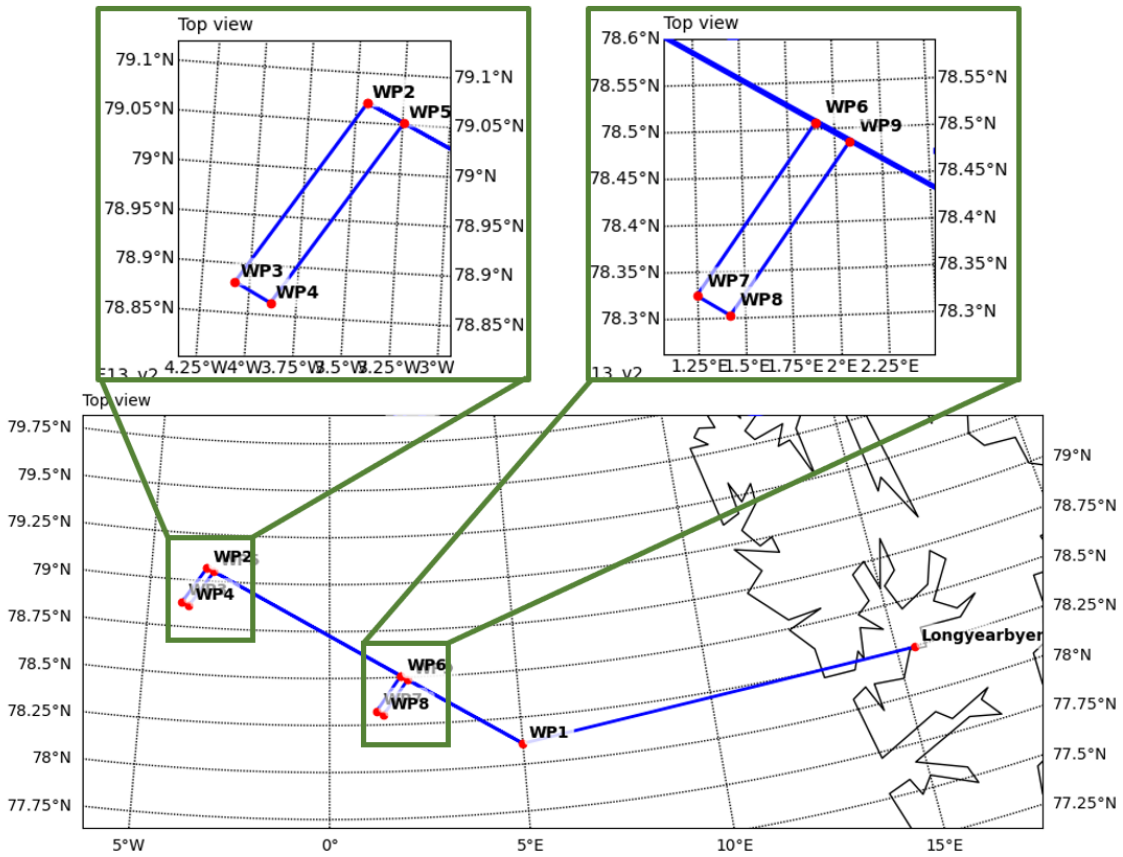 Top view
79.1°N
79.05°N
79°N
78.95°N
78.9°N
78.85°N
79.1°N
79.05°N
79°N
78.95°N
78.9°N
78.85°N
WP2
WP5
WP3
WP4
4.25°W
4°W
3.75°W
3.5°W
3.25°W
3°W
F13_v2
Top view
78.6°N
78.55°N
78.5°N
78.45°N
78.4°N
78.35°N
78.3°N
78.55°N
78.5°N
78.45°N
78.4°N
78.35°N
78.3°N
WP6
WP9
WP7
WP8
1.25°E
1.5°E
1.75°E
2°E
2.25°E
13_v2
Top view
79.75°N
79.5°N
79.25°N
79°N
78.75°N
78.5°N
78.25°N
78°N
77.75°N
79°N
78.75°N
78.5°N
78.25°N
78°N
77.75°N
77.5°N
77.25°N
WP2
WP4
WP6
WP7
WP8
WP1
Longyearbyer
5°W
0°
5°E
10°E
15°E